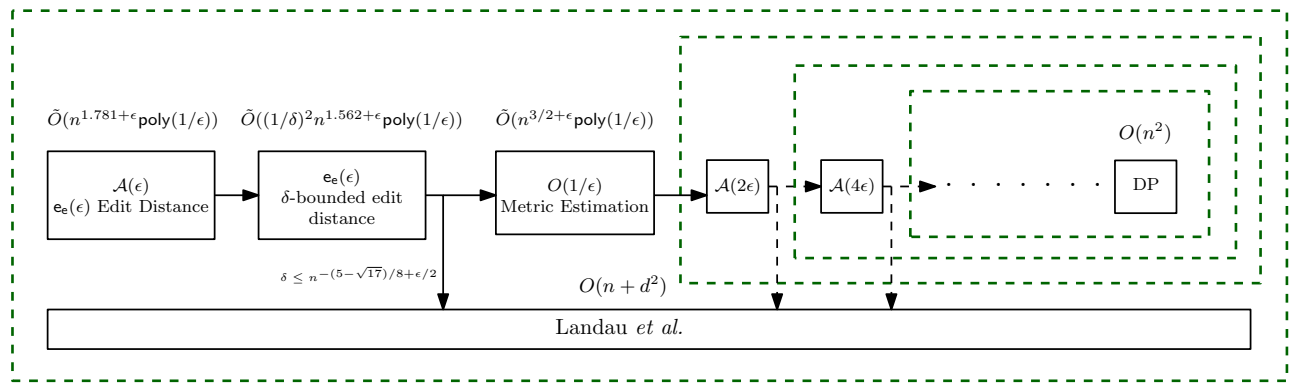 Õ(n^{1.781+ϵ}poly(1/ϵ))
Õ((1/δ)^2 n^{1.562+ϵ}poly(1/ϵ))
Õ(n^{3/2+ϵ}poly(1/ϵ))
O(n^2)
𝒜(ϵ)
e_e(ϵ) Edit Distance
e_e(ϵ)
δ-bounded edit
distance
O(1/ϵ)
Metric Estimation
𝒜(2ϵ)
𝒜(4ϵ)
· · · · · · ·
DP
δ ≤ n^{−(5−√17)/8+ϵ/2}
O(n + d^2)
Landau et al.